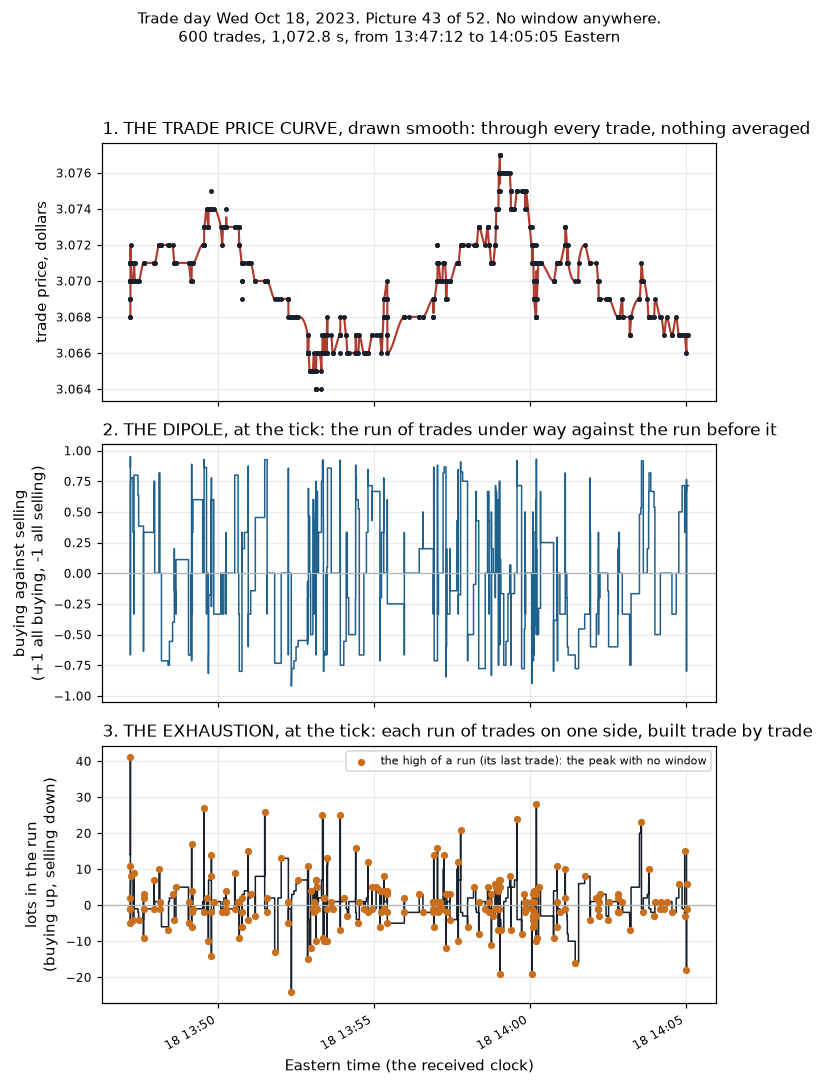 Trade day Wed Oct 18, 2023. Picture 43 of 52. No window anywhere.
600 trades, 1,072.8 s, from 13:47:12 to 14:05:05 Eastern
1. THE TRADE PRICE CURVE, drawn smooth: through every trade, nothing averaged
trade price, dollars
3.076
3.074
3.072
3.070
3.068
3.066
3.064
2. THE DIPOLE, at the tick: the run of trades under way against the run before it
buying against selling
(+1 all buying, -1 all selling)
1.00
0.75
0.50
0.25
0.00
−0.25
−0.50
−0.75
−1.00
3. THE EXHAUSTION, at the tick: each run of trades on one side, built trade by trade
lots in the run
(buying up, selling down)
40
30
20
10
0
−10
−20
the high of a run (its last trade): the peak with no window
18 13:50
18 13:55
18 14:00
18 14:05
Eastern time (the received clock)